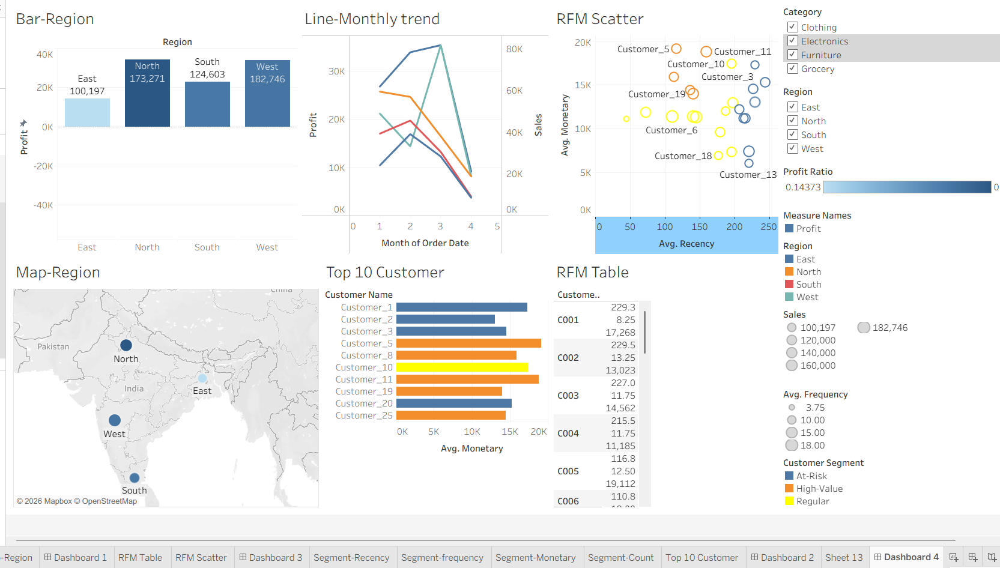 Bar-Region
Region
40K
20K
0K
-20K
-40K
Profit
East
100,197
North
173,271
South
124,603
West
182,746
East
North
South
West
Line-Monthly trend
30K
20K
10K
0K
Profit
80K
60K
40K
20K
0K
Sales
0
1
2
3
4
5
Month of Order Date
RFM Scatter
20K
15K
10K
5K
0K
Avg. Monetary
Customer_5
Customer_11
Customer_10
Customer_3
Customer_19
Customer_6
Customer_18
Customer_13
0
50
100
150
200
250
Avg. Recency
Category
Clothing
Electronics
Furniture
Grocery
Region
East
North
South
West
Profit Ratio
0.14373
0
Measure Names
Profit
Region
East
North
South
West
Sales
100,197
182,746
120,000
140,000
160,000
Avg. Frequency
3.75
10.00
15.00
18.00
Customer Segment
At-Risk
High-Value
Regular
Map-Region
China
Pakistan
North
India
East
West
South
© 2026 Mapbox © OpenStreetMap
Top 10 Customer
Customer Name
Customer_1
Customer_2
Customer_3
Customer_5
Customer_8
Customer_10
Customer_11
Customer_19
Customer_20
Customer_25
0K
5K
10K
15K
20K
Avg. Monetary
RFM Table
Custome..
C001
229.3
8.25
17,268
C002
229.5
13.25
13,023
C003
227.0
11.75
14,562
C004
215.5
11.75
11,185
C005
116.8
12.50
19,112
C006
110.8
-Region
Dashboard 1
RFM Table
RFM Scatter
Dashboard 3
Segment-Recency
Segment-frequency
Segment-Monetary
Segment-Count
Top 10 Customer
Dashboard 2
Sheet 13
Dashboard 4